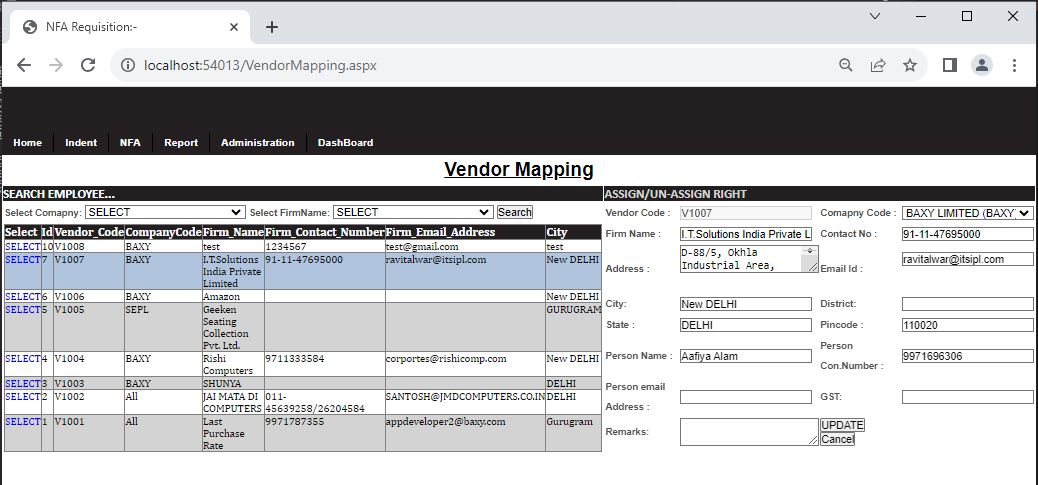 NFA Requisition:-
localhost:54013/VendorMapping.aspx
Home Indent NFA Report Administration DashBoard
Vendor Mapping
SEARCH EMPLOYEE...
Select Comapny: SELECT Select FirmName: SELECT Search
Select Id Vendor_Code CompanyCode Firm_Name Firm_Contact_Number Firm_Email_Address City
SELECT 10 V1008 BAXY test 1234567 test@gmail.com test
SELECT 7 V1007 BAXY I.T.Solutions 91-11-47695000 ravitalwar@itsipl.com New DELHI
India Private
Limited
SELECT 6 V1006 BAXY Amazon New DELHI
SELECT 5 V1005 SEPL Geeken GURUGRAM
Seating
Collection
Pvt. Ltd.
SELECT 4 V1004 BAXY Rishi 9711333584 corportes@rishicomp.com New DELHI
Computers
SELECT 3 V1003 BAXY SHUNYA DELHI
SELECT 2 V1002 All JAI MATA DI 011- SANTOSH@JMDCOMPUTERS.CO.IN DELHI
COMPUTERS 45639258/26204584
SELECT 1 V1001 All Last 9971787355 appdeveloper2@baxy.com Gurugram
Purchase
Rate
ASSIGN/UN-ASSIGN RIGHT
Vendor Code : V1007 Comapny Code : BAXY LIMITED (BAXY)
Firm Name : I.T.Solutions India Private L Contact No : 91-11-47695000
Address : D-88/5, Okhla
Industrial Area,
Email Id : ravitalwar@itsipl.com
City: New DELHI District:
State : DELHI Pincode : 110020
Person Name : Aafiya Alam Person
Con.Number : 9971696306
Person email
Address : GST:
Remarks: UPDATE
Cancel